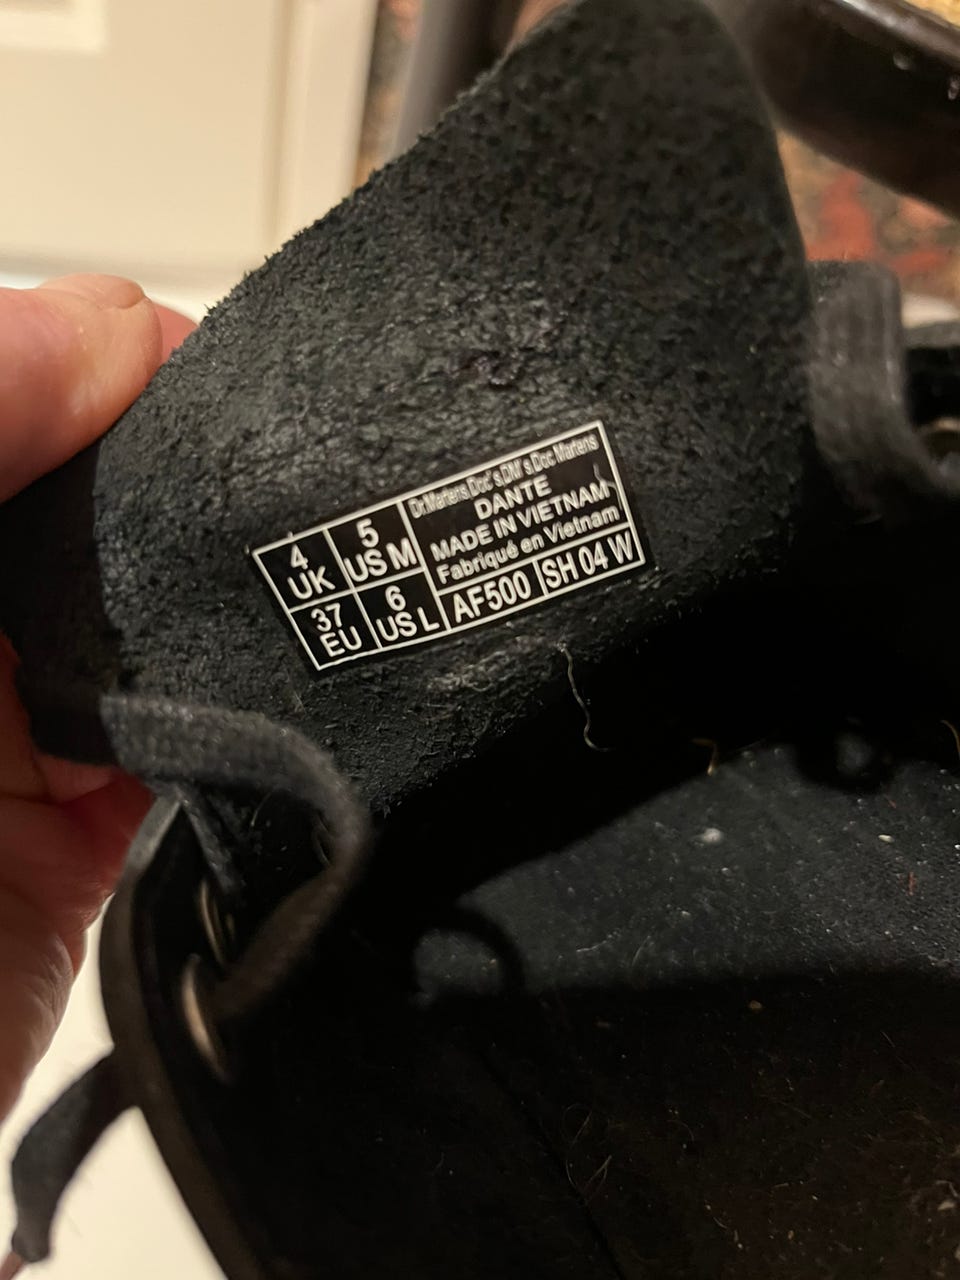 4
UK
5
US M
37
EU
6
US L
Dr.Martens,Doc's,DM's,Doc Martens
DANTE
MADE IN VIETNAM
Fabriqué en Vietnam
AF500
SH 04 W